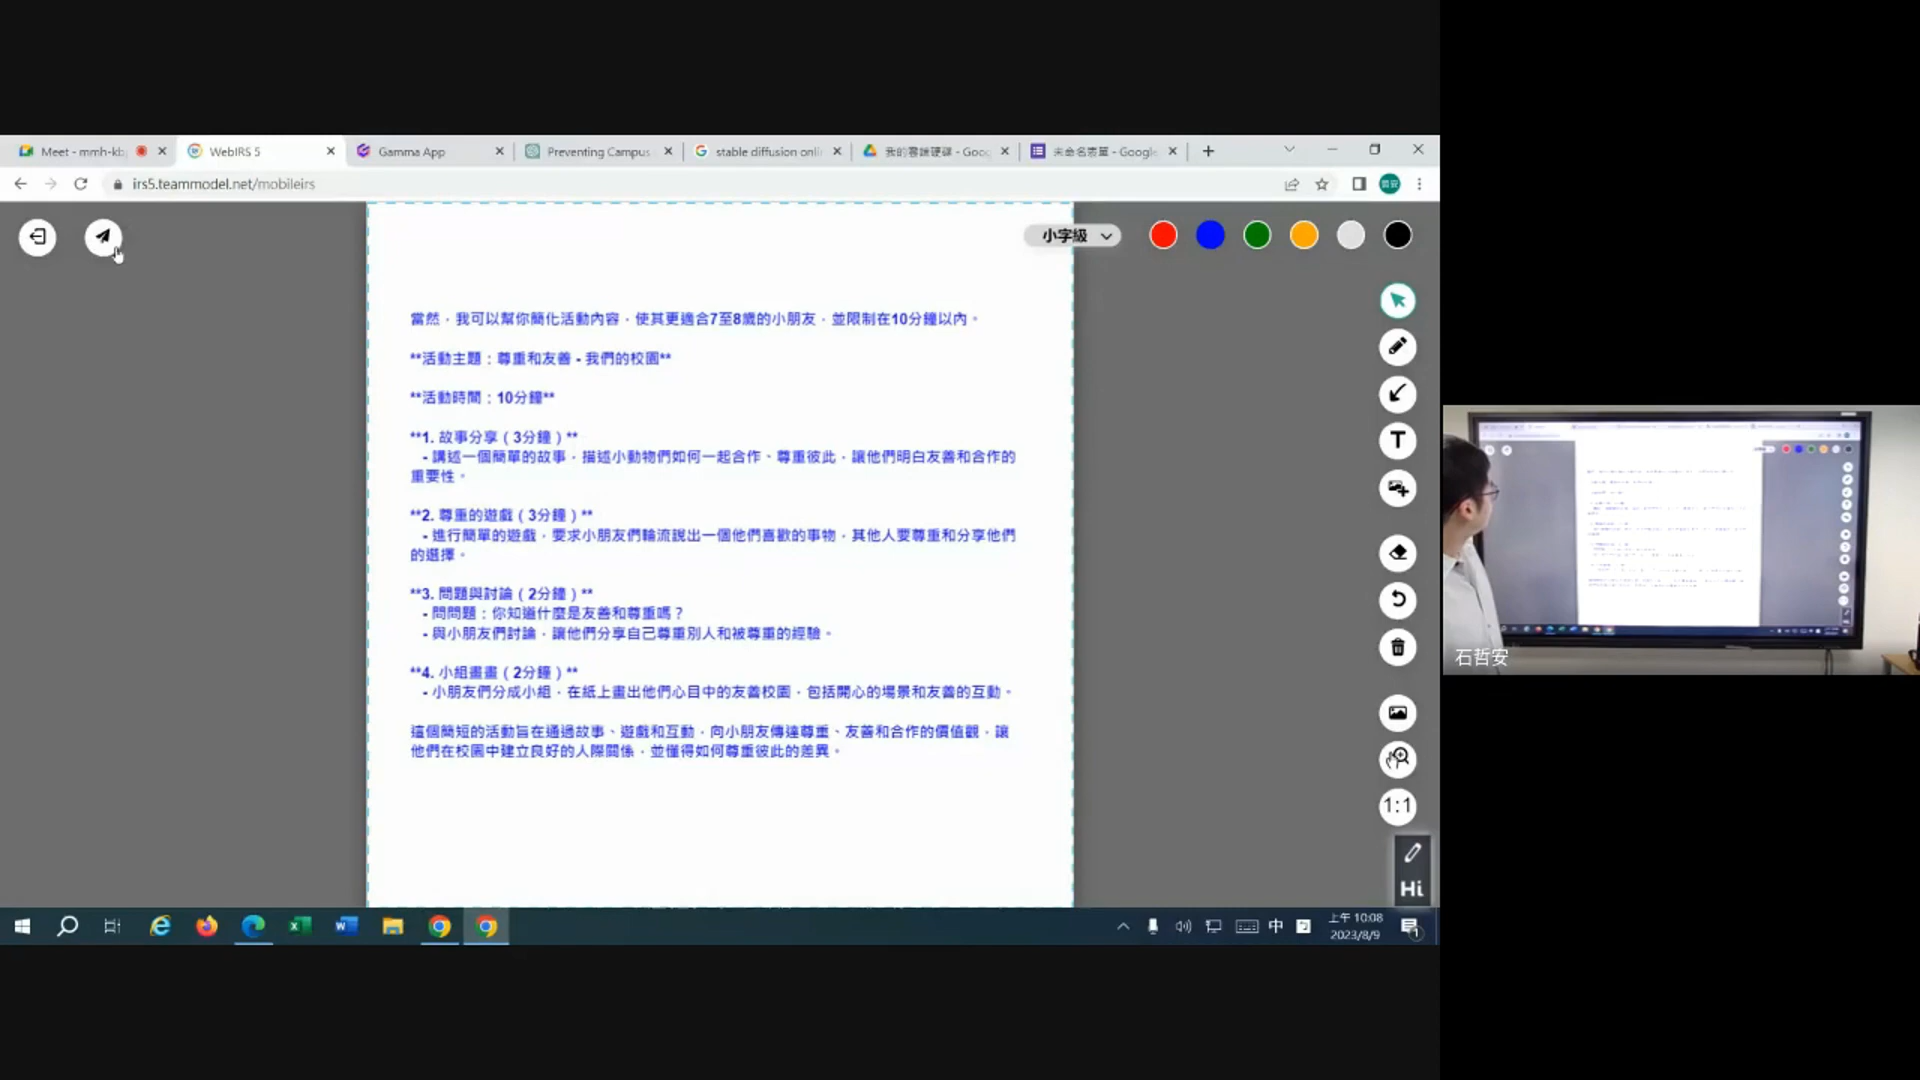 Meet - mmh-kb
WebIRS 5
Gamma App
Preventing Campus
stable diffusion onli
我的雲端硬碟 - Goog
未命名表單 - Google
irs5.teammodel.net/mobileirs
哲安
小字級
當然，我可以幫你簡化活動內容，使其更適合7至8歲的小朋友，並限制在10分鐘以內。
**活動主題：尊重和友善 - 我們的校園**
**活動時間：10分鐘**
**1. 故事分享（3分鐘）**
- 講述一個簡單的故事，描述小動物們如何一起合作、尊重彼此，讓他們明白友善和合作的
重要性。
**2. 尊重的遊戲（3分鐘）**
- 進行簡單的遊戲，要求小朋友們輪流說出一個他們喜歡的事物，其他人要尊重和分享他們
的選擇。
**3. 問題與討論（2分鐘）**
- 問問題：你知道什麼是友善和尊重嗎？
- 與小朋友們討論，讓他們分享自己尊重別人和被尊重的經驗。
**4. 小組畫畫（2分鐘）**
- 小朋友們分成小組，在紙上畫出他們心目中的友善校園，包括開心的場景和友善的互動。
這個簡短的活動旨在通過故事、遊戲和互動，向小朋友傳達尊重、友善和合作的價值觀，讓
他們在校園中建立良好的人際關係，並懂得如何尊重彼此的差異。
T
1:1
Hi
石哲安
中
上午 10:08
2023/8/9
1